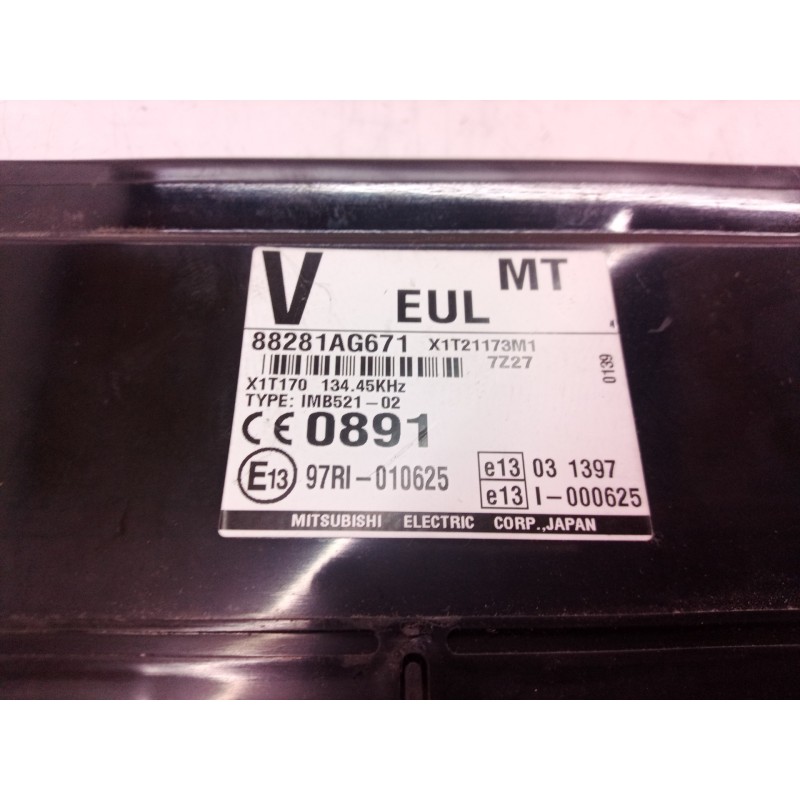 V EUL MT
88281AG671 X1T21173M1
7Z27
0139
X1T170 134.45KHz
TYPE: IMB521-02
CE 0891
E13 97RI-010625
e13 03 1397
e13 I-000625
MITSUBISHI ELECTRIC CORP.,JAPAN